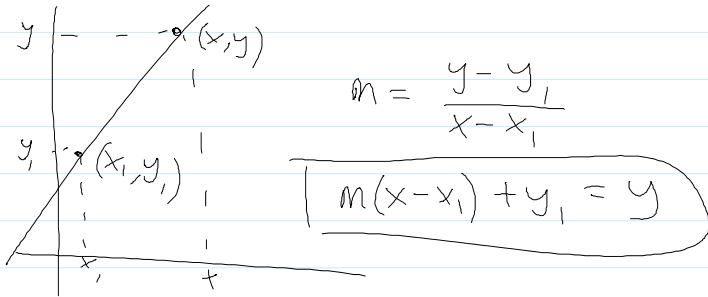 y (x,y)
m = y - y₁ / x - x₁
y₁ (x₁,y₁)
m(x-x₁) + y₁ = y
x₁ x